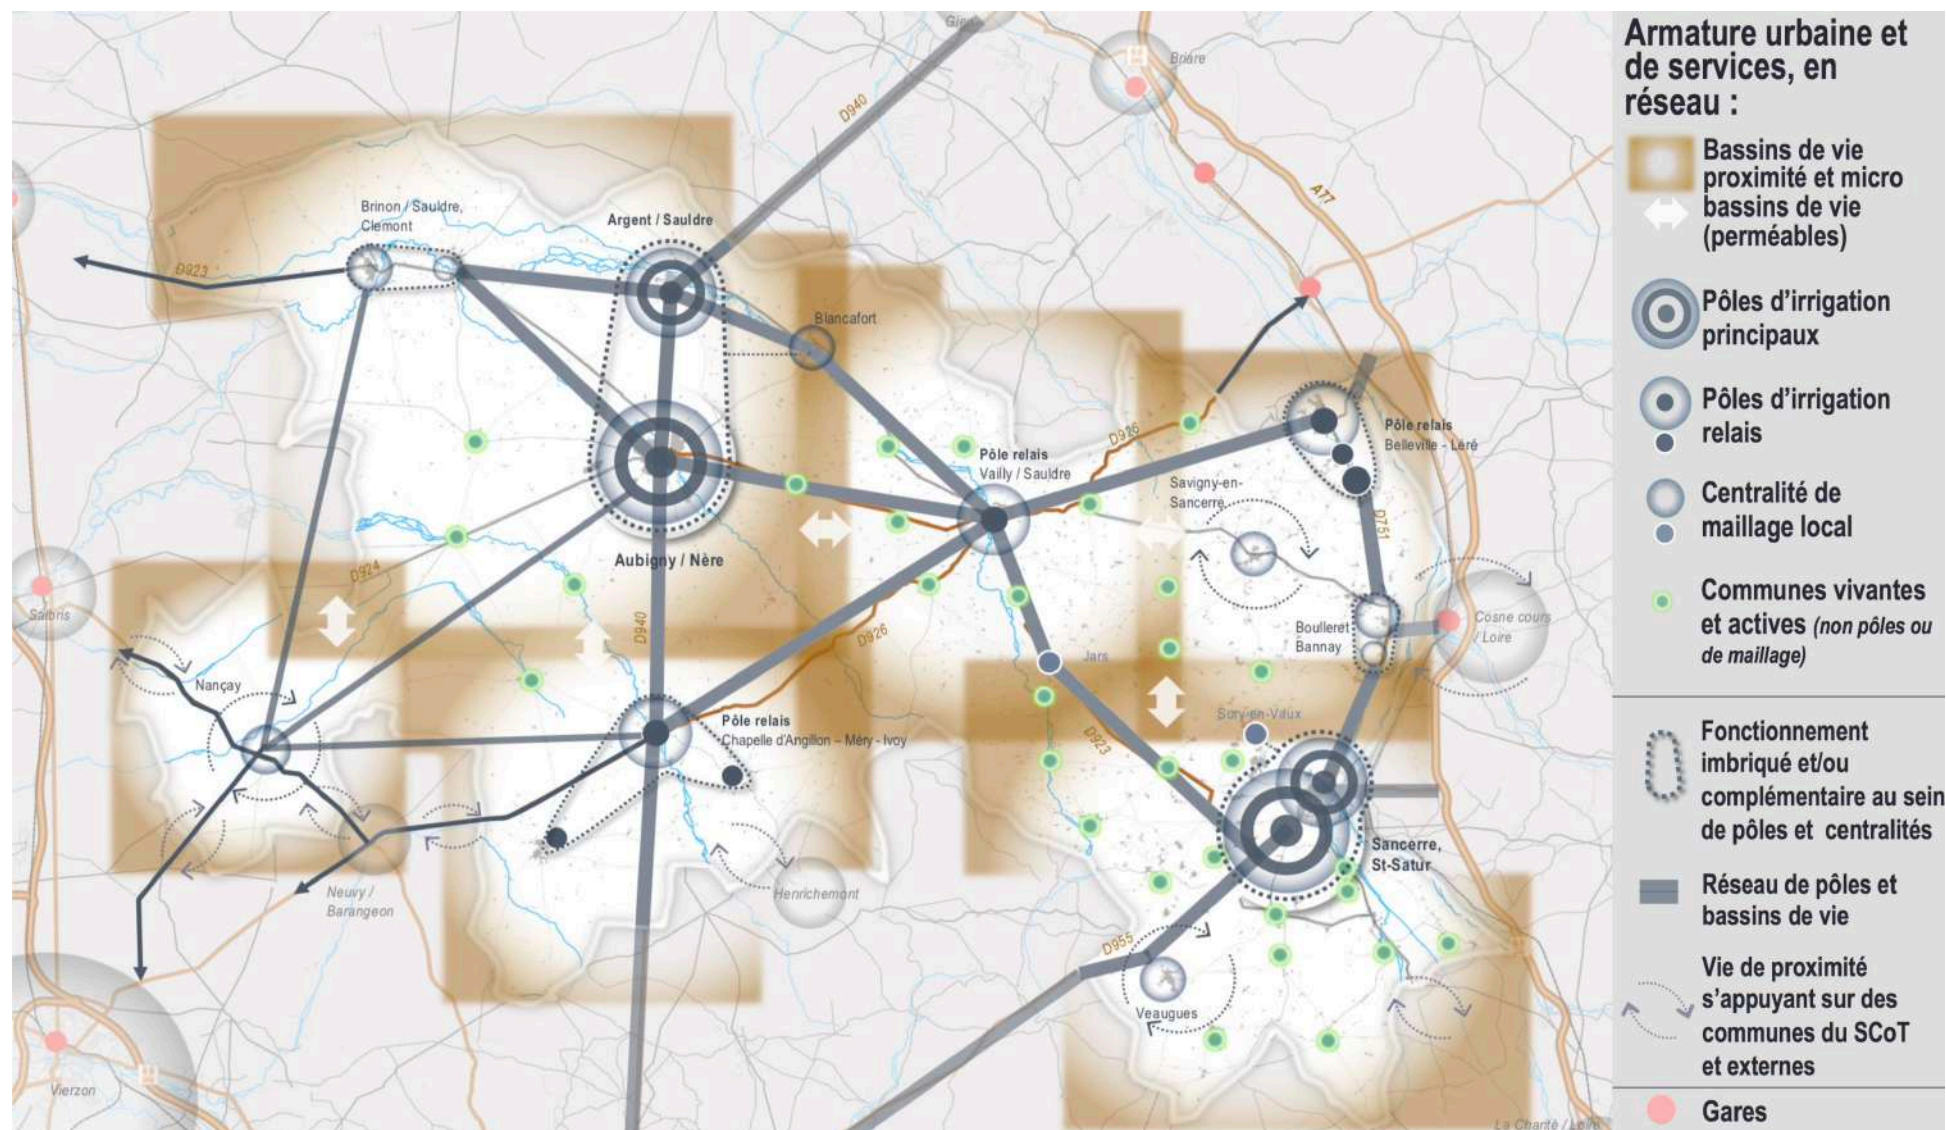 Gien
Briare
D940
A77
Brinon / Sauldre,
Clemont
Argent / Sauldre
D923
Blancafort
Pôle relais
Belleville - Léré
D926
Pôle relais
Vailly / Sauldre
Savigny-en-
Sancerre
D751
Aubigny / Nère
D924
Salbris
D940
D926
Boulleret
Bannay
Cosne cours
/ Loire
Jars
Nançay
Pôle relais
Chapelle d'Angillon – Méry - Ivoy
Sury-en-Vaux
D923
Sancerre,
St-Satur
Neuvy /
Barangeon
Henrichemont
D955
Veaugues
Vierzon
La Charité / Loire
Armature urbaine et
de services, en
réseau :
Bassins de vie
proximité et micro
bassins de vie
(perméables)
Pôles d'irrigation
principaux
Pôles d'irrigation
relais
Centralité de
maillage local
Communes vivantes
et actives (non pôles ou
de maillage)
Fonctionnement
imbriqué et/ou
complémentaire au sein
de pôles et centralités
Réseau de pôles et
bassins de vie
Vie de proximité
s'appuyant sur des
communes du SCoT
et externes
Gares